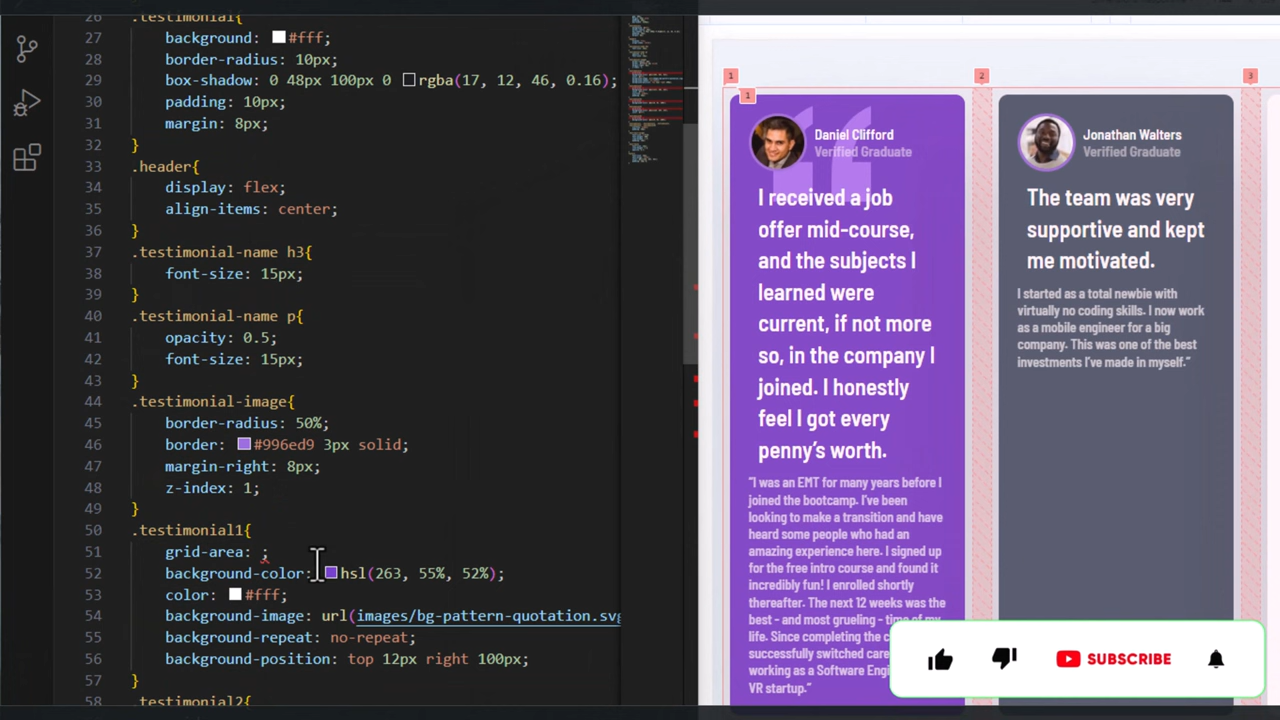 26 .testimonial{
27 background: #fff;
28 border-radius: 10px;
29 box-shadow: 0 48px 100px 0 rgba(17, 12, 46, 0.16);
30 padding: 10px;
31 margin: 8px;
32 }
33 .header{
34 display: flex;
35 align-items: center;
36 }
37 .testimonial-name h3{
38 font-size: 15px;
39 }
40 .testimonial-name p{
41 opacity: 0.5;
42 font-size: 15px;
43 }
44 .testimonial-image{
45 border-radius: 50%;
46 border: #996ed9 3px solid;
47 margin-right: 8px;
48 z-index: 1;
49 }
50 .testimonial1{
51 grid-area: ;
52 background-color: hsl(263, 55%, 52%);
53 color: #fff;
54 background-image: url(images/bg-pattern-quotation.svg
55 background-repeat: no-repeat;
56 background-position: top 12px right 100px;
57 }
58 .testimonial2{
1
2
3
1
Daniel Clifford
Verified Graduate
I received a job
offer mid-course,
and the subjects I
learned were
current, if not more
so, in the company I
joined. I honestly
feel I got every
penny’s worth.
“I was an EMT for many years before I
joined the bootcamp. I’ve been
looking to make a transition and have
heard some people who had an
amazing experience here. I signed up
for the free intro course and found it
incredibly fun! I enrolled shortly
thereafter. The next 12 weeks was the
best - and most grueling - time of my
life. Since completing the
successfully switched
working as a Software
VR startup.”
Jonathan Walters
Verified Graduate
The team was very
supportive and kept
me motivated.
I started as a total newbie with
virtually no coding skills. I now work
as a mobile engineer for a big
company. This was one of the best
investments I’ve made in myself.”
SUBSCRIBE